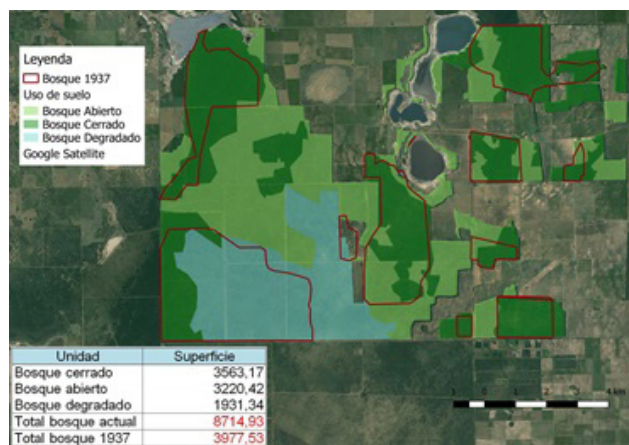 Leyenda
Bosque 1937
Uso de suelo
Bosque Abierto
Bosque Cerrado
Bosque Degradado
Google Satellite
Unidad Superficie
Bosque cerrado 3563,17
Bosque abierto 3220,42
Bosque degradado 1931,34
Total bosque actual 8714,93
Total bosque 1937 3977,53
4 km